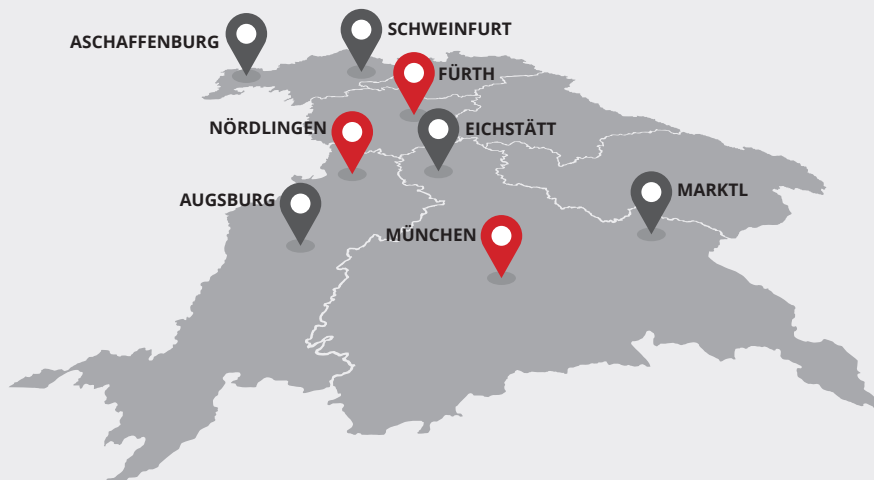 SCHWEINFURT
ASCHAFFENBURG
FÜRTH
NÖRDLINGEN
EICHSTÄTT
MARKTL
AUGSBURG
MÜNCHEN